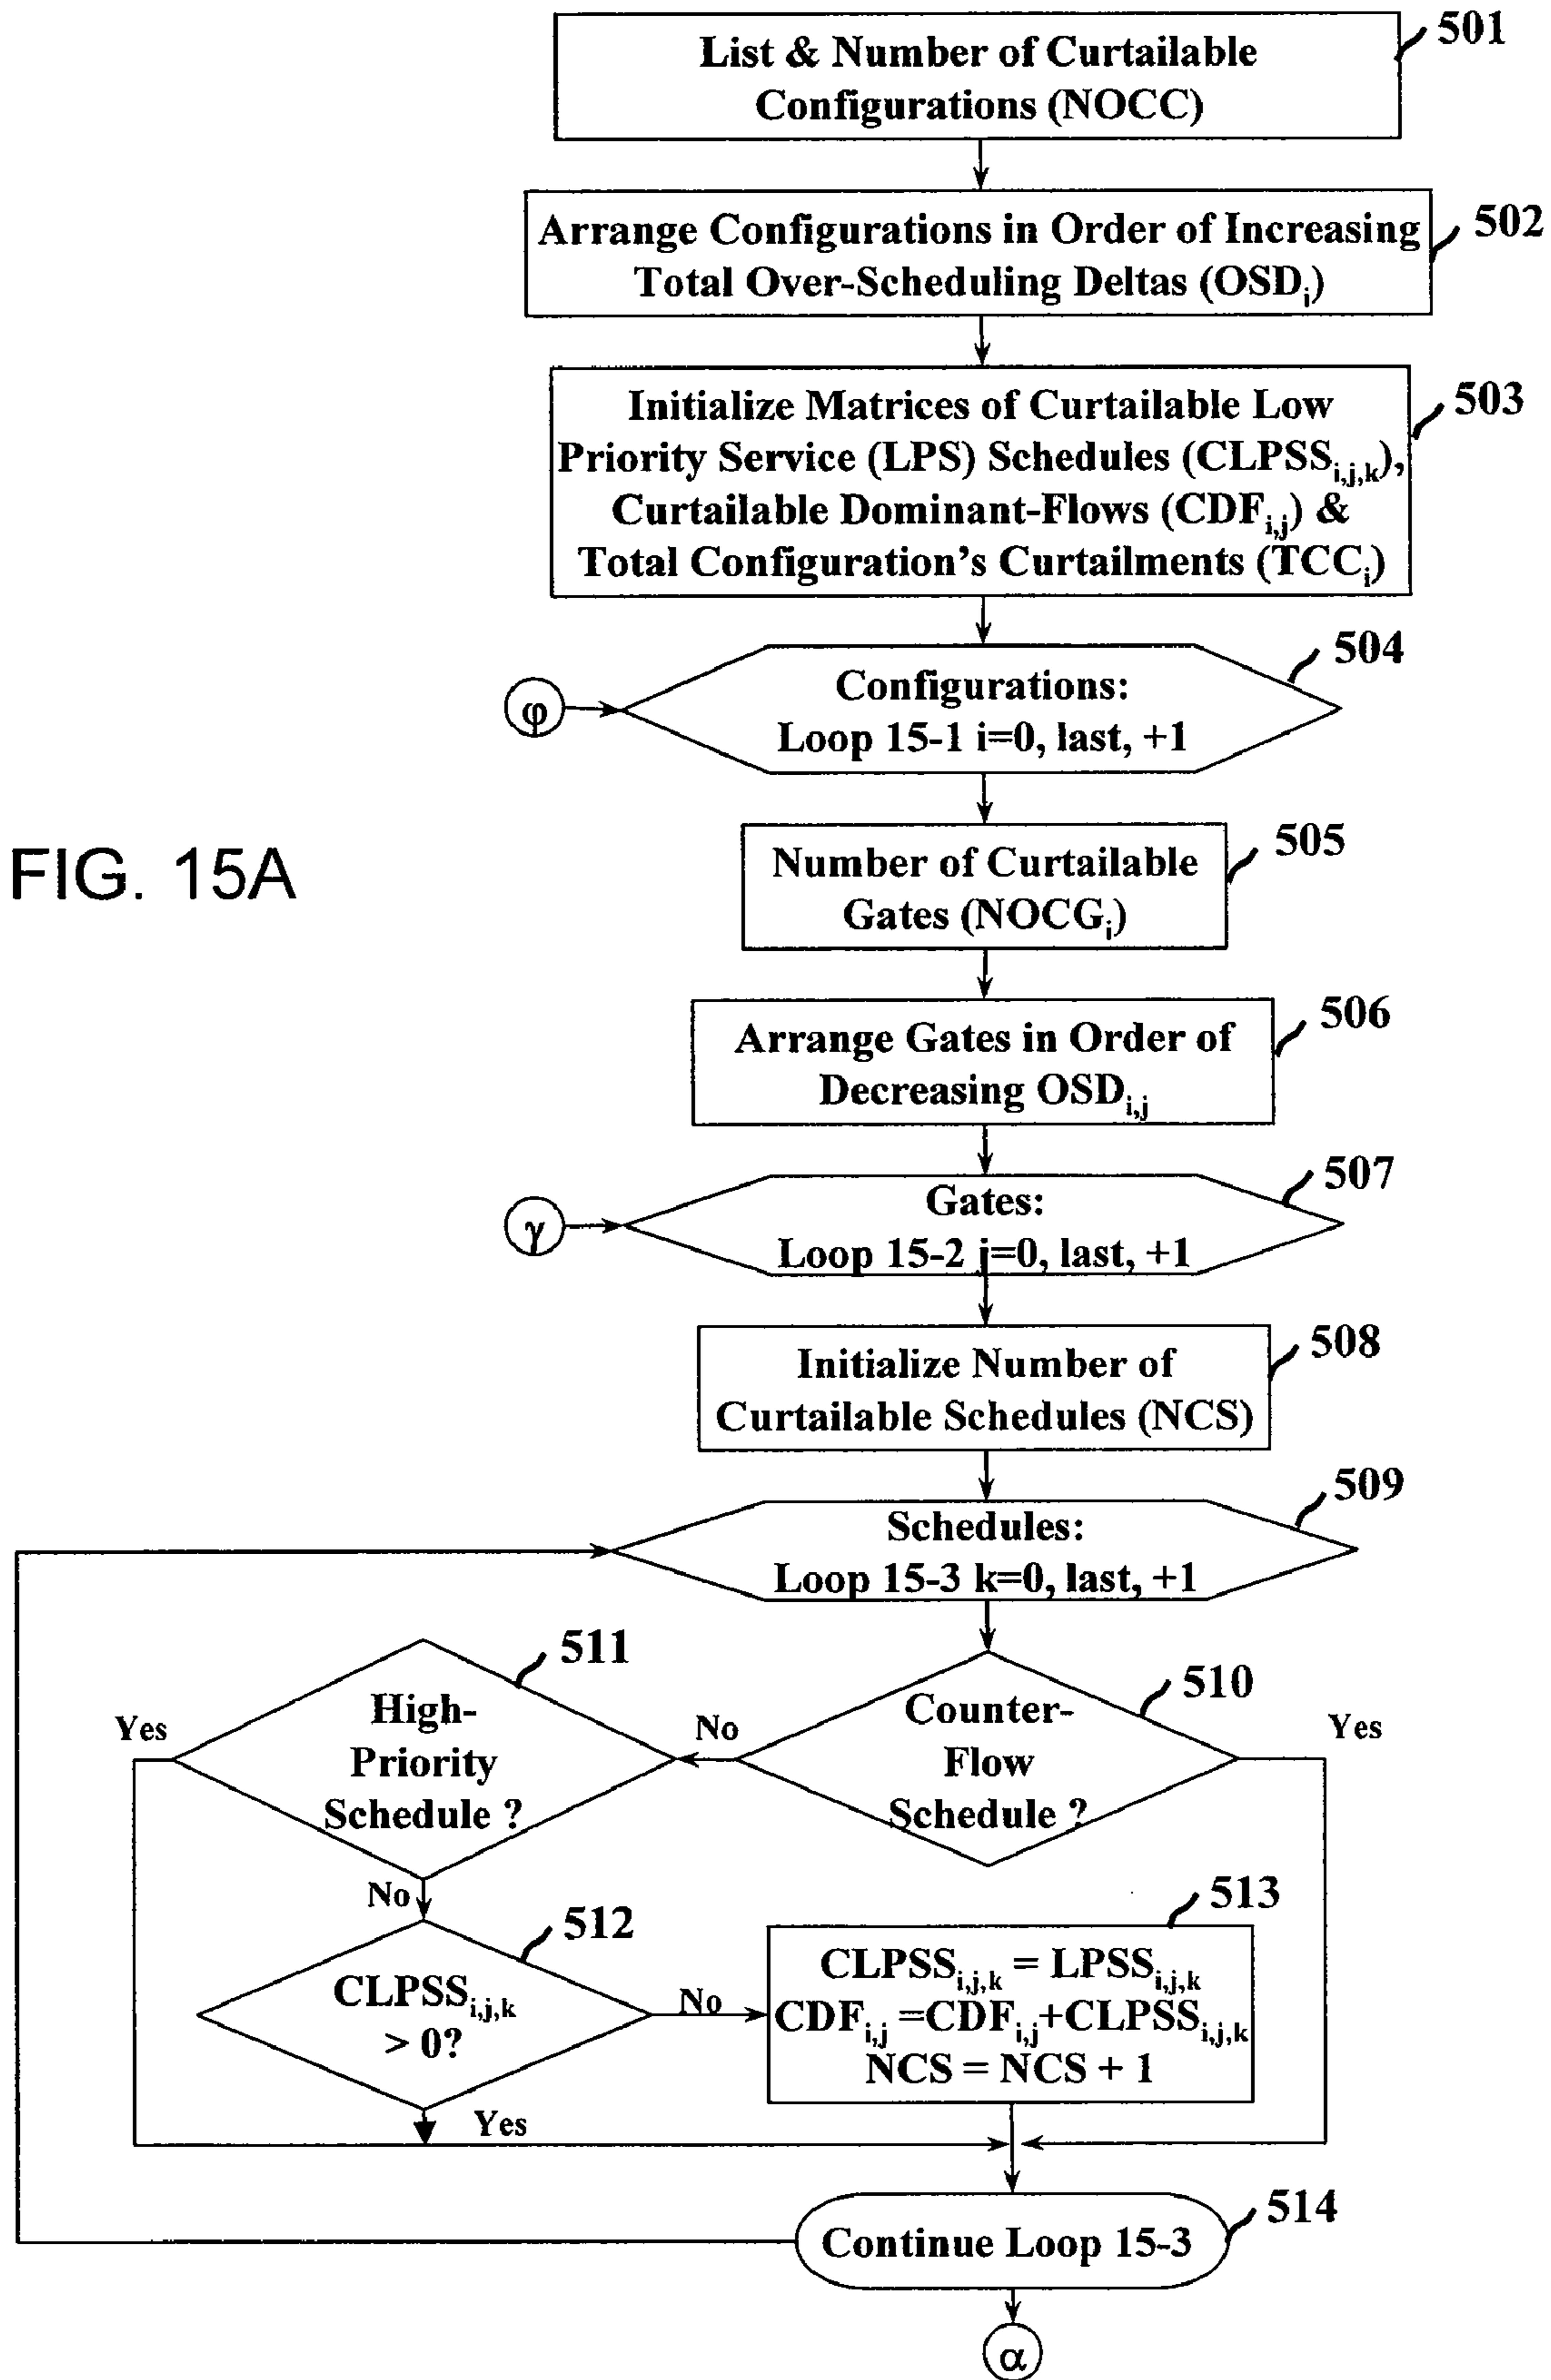 501
List & Number of Curtailable
Configurations (NOCC)
502
Arrange Configurations in Order of Increasing
Total Over-Scheduling Deltas (OSDi)
503
Initialize Matrices of Curtailable Low
Priority Service (LPS) Schedules (CLPSSi,j,k),
Curtailable Dominant-Flows (CDFi,j) &
Total Configuration's Curtailments (TCCi)
504
φ
Configurations:
Loop 15-1 i=0, last, +1
FIG. 15A
505
Number of Curtailable
Gates (NOCGi)
506
Arrange Gates in Order of
Decreasing OSDi,j
507
γ
Gates:
Loop 15-2 j=0, last, +1
508
Initialize Number of
Curtailable Schedules (NCS)
509
Schedules:
Loop 15-3 k=0, last, +1
511
510
Yes
High-
Priority
Schedule ?
No
Counter-
Flow
Schedule ?
Yes
No
512
CLPSSi,j,k
> 0?
No
513
CLPSSi,j,k = LPSSi,j,k
CDFi,j =CDFi,j+CLPSSi,j,k
NCS = NCS + 1
Yes
514
Continue Loop 15-3
α